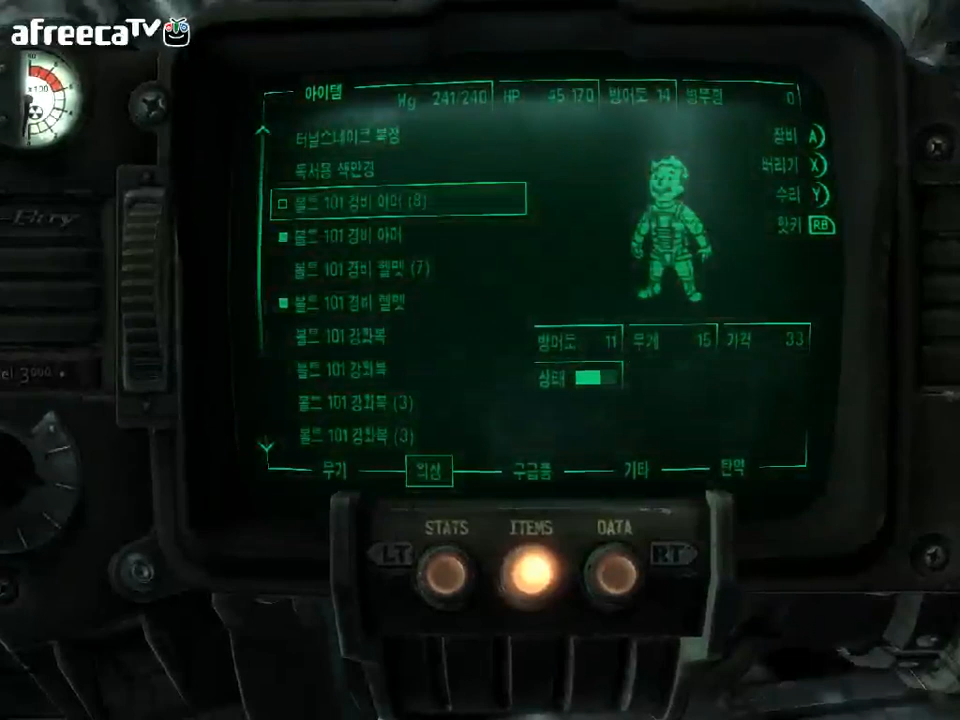 afreecaTV
아이템 Wg 241/240 HP 45/170 방어도 14 병뚜껑 0
터널스네이크 복장
독서용 색안경
볼트 101 경비 아머 (8)
볼트 101 경비 아머
볼트 101 경비 헬멧 (7)
볼트 101 경비 헬멧
볼트 101 강화복
볼트 101 강화복
볼트 101 강화복 (3)
볼트 101 강화복 (3)
장비 A)
버리기 X)
수리 Y)
핫키 RB
방어도 11 무게 15 가격 33
상태
무기 의상 구급품 기타 탄약
STATS ITEMS DATA
LT RT
x100